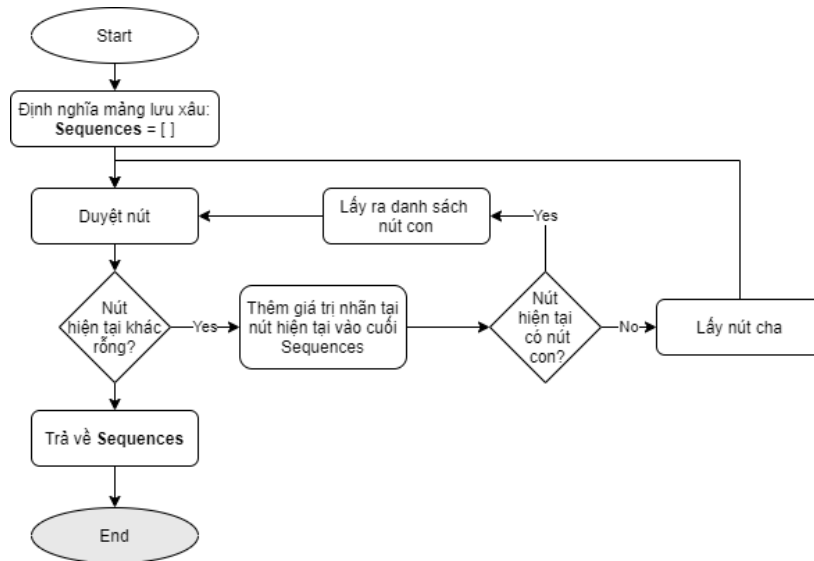 Start
Định nghĩa mảng lưu xâu:
Sequences = [ ]
Duyệt nút
Lấy ra danh sách
nút con
Yes
Nút
hiện tại khác
rỗng?
Yes
Thêm giá trị nhãn tại
nút hiện tại vào cuối
Sequences
Nút
hiện tại
có nút
con?
No
Lấy nút cha
Trả về Sequences
End